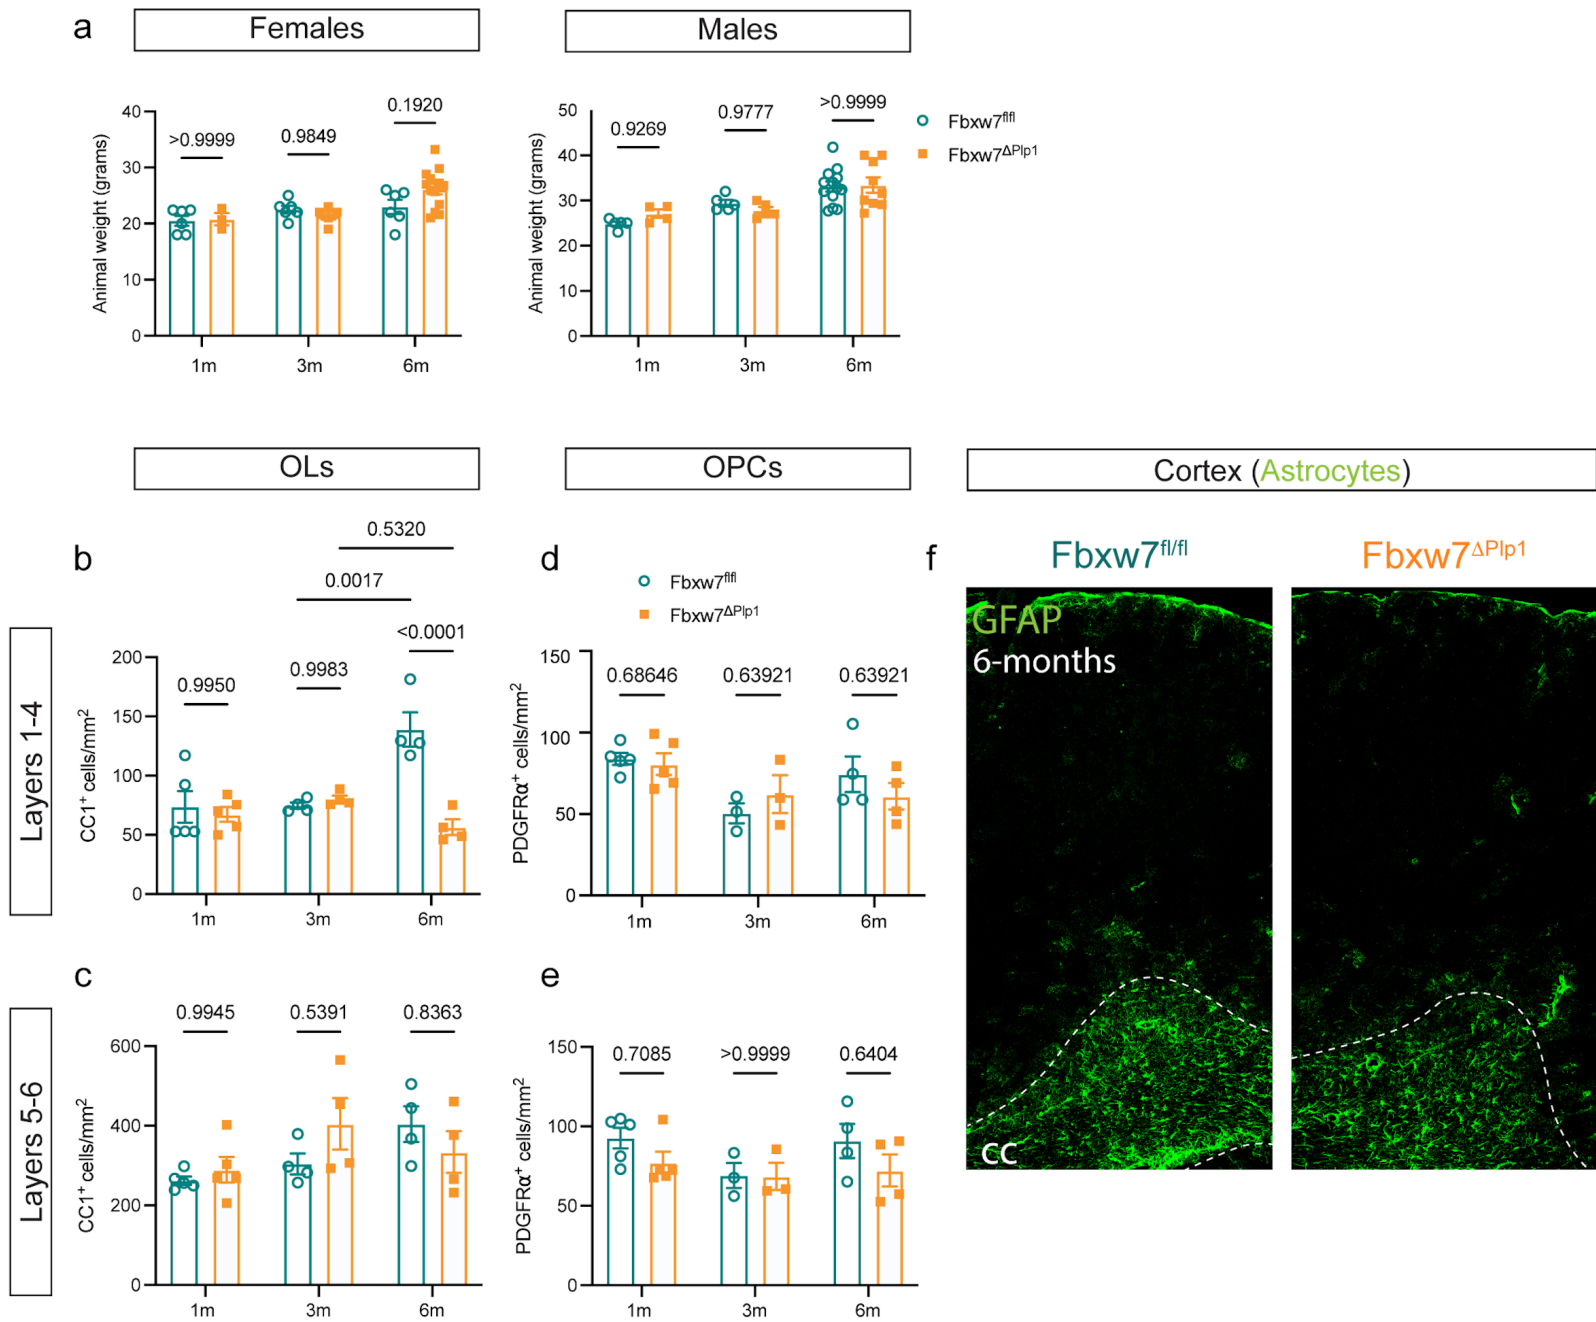 a
Females
Males
Animal weight (grams)
40
30
20
10
0
>0.9999
0.9849
0.1920
1m
3m
6m
Animal weight (grams)
50
40
30
20
10
0
0.9269
0.9777
>0.9999
1m
3m
6m
Fbxw7flfl
Fbxw7ΔPlp1
OLs
OPCs
Cortex (Astrocytes)
Layers 1-4
b
CC1+ cells/mm2
200
150
100
50
0
0.5320
0.0017
<0.0001
0.9950
0.9983
1m
3m
6m
d
Fbxw7flfl
Fbxw7ΔPlp1
PDGFRα+ cells/mm2
150
100
50
0
0.68646
0.63921
0.63921
1m
3m
6m
f
Fbxw7fl/fl
Fbxw7ΔPlp1
GFAP
6-months
CC
Layers 5-6
c
CC1+ cells/mm2
600
400
200
0
0.9945
0.5391
0.8363
1m
3m
6m
e
PDGFRα+ cells/mm2
150
100
50
0
0.7085
>0.9999
0.6404
1m
3m
6m